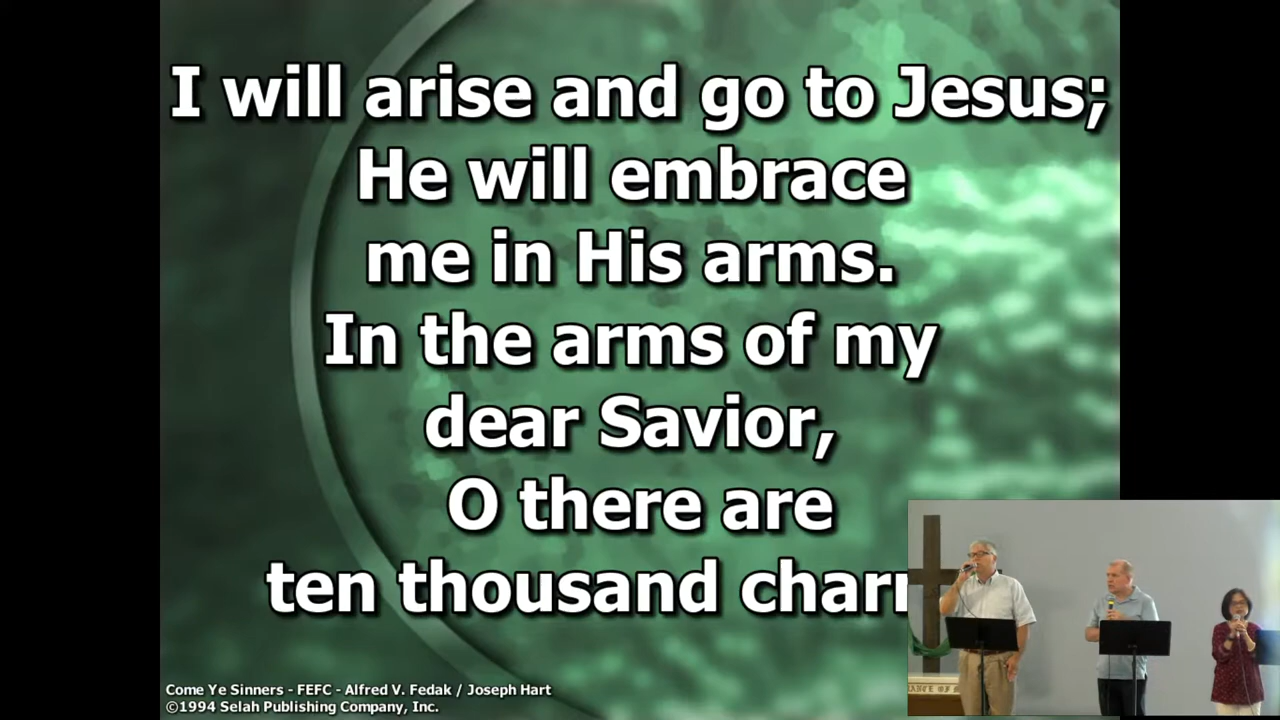 I will arise and go to Jesus;
He will embrace
me in His arms.
In the arms of my
dear Savior,
O there are
ten thousand
Come Ye Sinners - FEFC - Alfred V. Fedak / Joseph Hart
©1994 Selah Publishing Company, Inc.